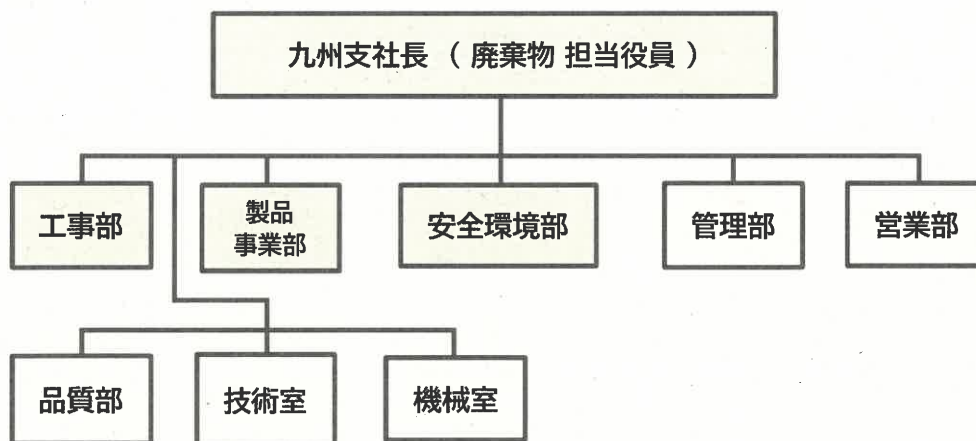 九州支社長 ( 廃棄物 担当役員 )
工事部
製品
事業部
安全環境部
管理部
営業部
品質部
技術室
機械室